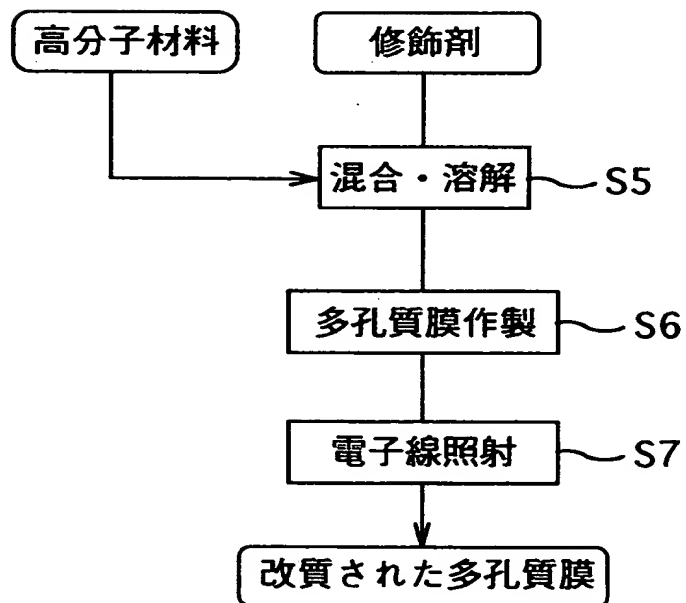 高分子材料
修飾剤
混合・溶解
S5
多孔質膜作製
S6
電子線照射
S7
改質された多孔質膜